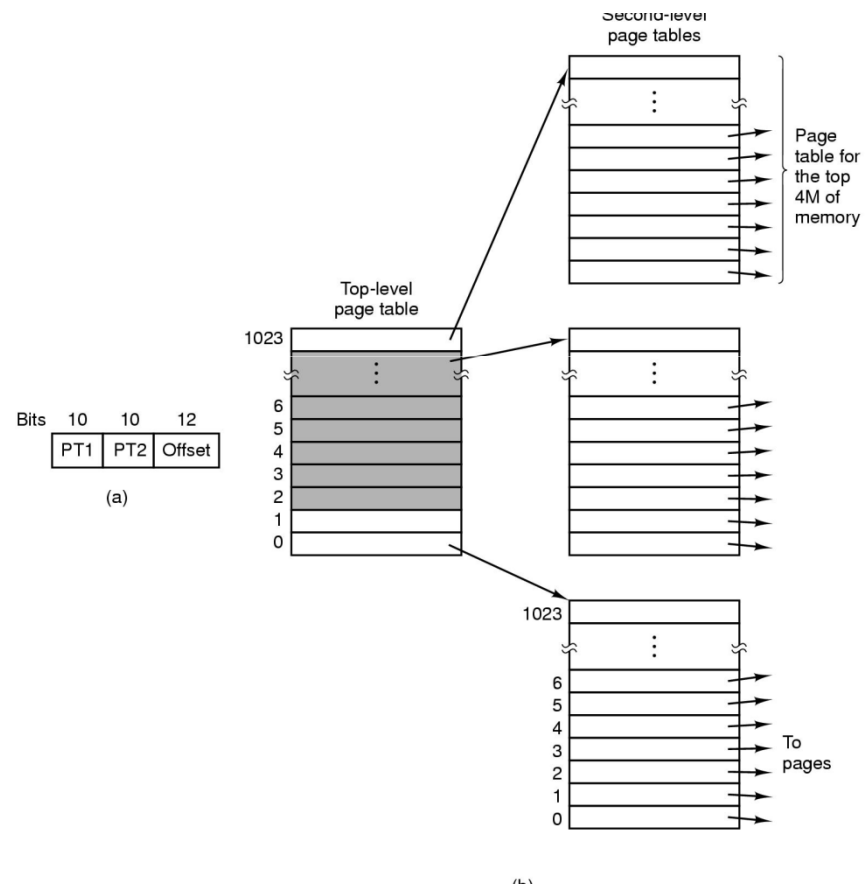 Second-level
page tables
Page
table for
the top
4M of
memory
Top-level
page table
1023
6
5
4
3
2
1
0
Bits 10 10 12
PT1 PT2 Offset
(a)
1023
6
5
4
3
2
1
0
To
pages
(b)